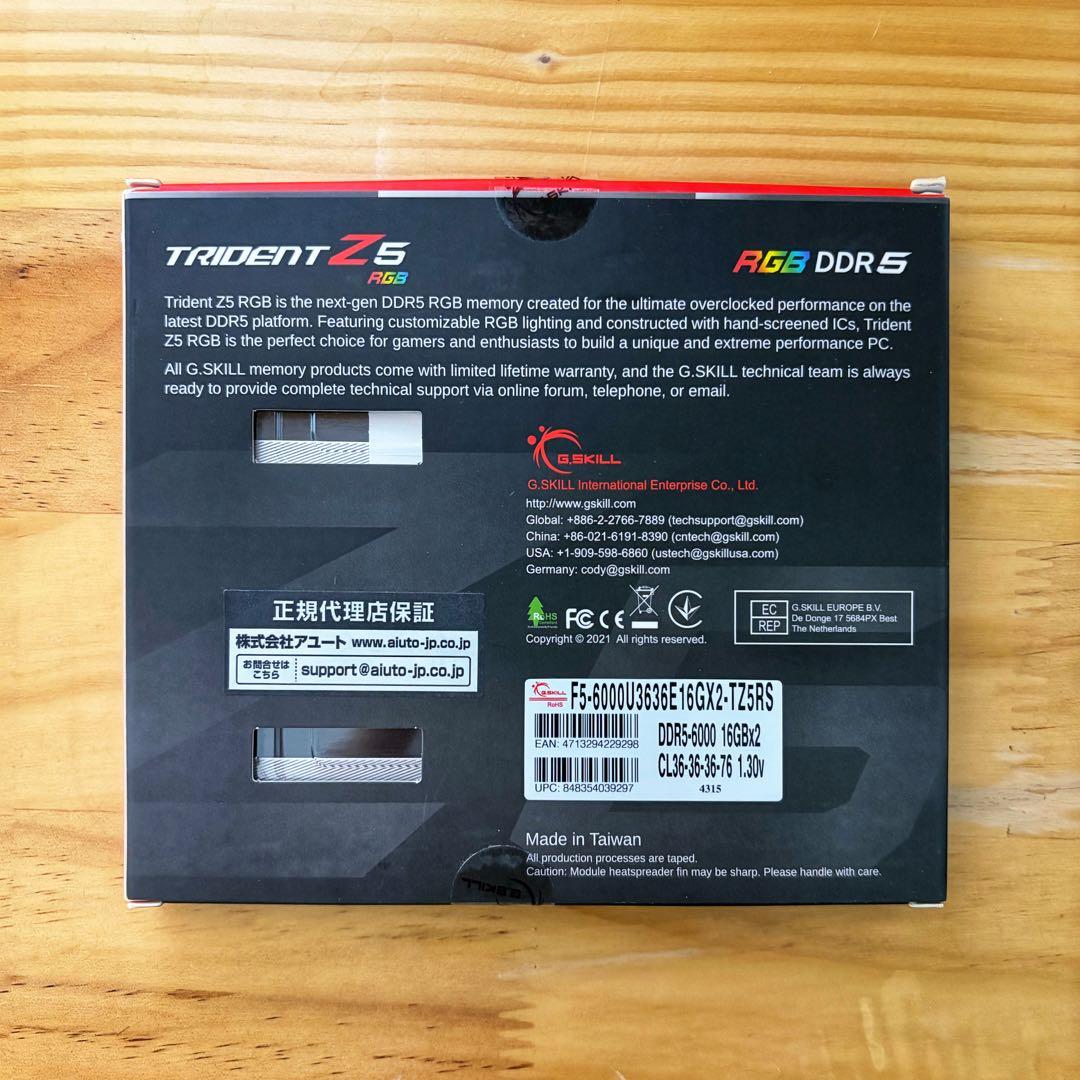 TRIDENT Z5
RGB
RGB DDR5
Trident Z5 RGB is the next-gen DDR5 RGB memory created for the ultimate overclocked performance on the
latest DDR5 platform. Featuring customizable RGB lighting and constructed with hand-screened ICs, Trident
Z5 RGB is the perfect choice for gamers and enthusiasts to build a unique and extreme performance PC.
All G.SKILL memory products come with limited lifetime warranty, and the G.SKILL technical team is always
ready to provide complete technical support via online forum, telephone, or email.
G.SKILL
G.SKILL International Enterprise Co., Ltd.
http://www.gskill.com
Global: +886-2-2766-7889 (techsupport@gskill.com)
China: +86-021-6191-8390 (cntech@gskill.com)
USA: +1-909-598-6860 (ustech@gskillusa.com)
Germany: cody@gskill.com
RoHS
FC CE
Copyright © 2021 All rights reserved.
EC REP
G.SKILL EUROPE B.V.
De Donge 17 5684PX Best
The Netherlands
正規代理店保証
株式会社アユート www.aiuto-jp.co.jp
お問合せは
こちら
support@aiuto-jp.co.jp
G.SKILL
RoHS
F5-6000U3636E16GX2-TZ5RS
EAN: 4713294229298
DDR5-6000 16GBx2
CL36-36-36-76 1.30v
UPC: 848354039297
4315
Made in Taiwan
All production processes are taped.
Caution: Module heatspreader fin may be sharp. Please handle with care.
G.SKILL